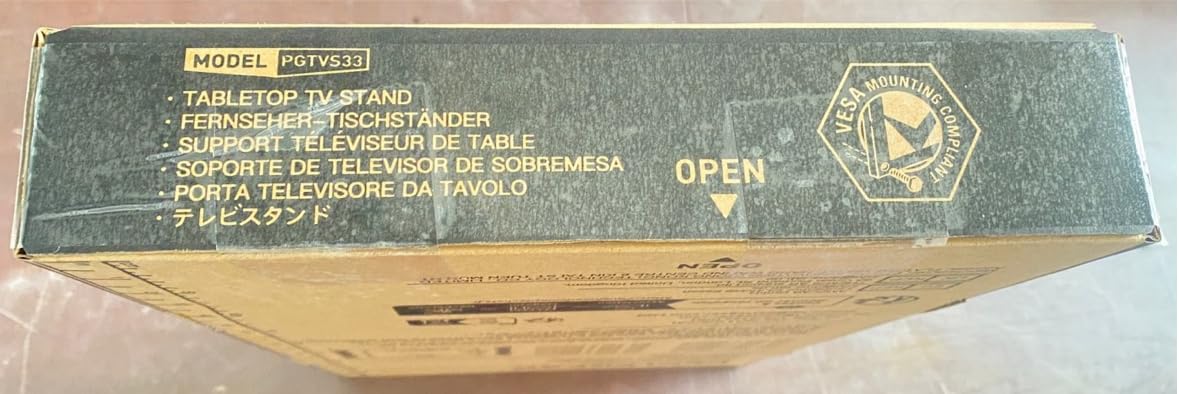 MODEL PGTVS33
・TABLETOP TV STAND
・FERNSEHER-TISCHSTÄNDER
・SUPPORT TÉLÉVISEUR DE TABLE
・SOPORTE DE TELEVISOR DE SOBREMESA
・PORTA TELEVISORE DA TAVOLO
・テレビスタンド
OPEN
VESA MOUNTING COMPLIANT
OPEN